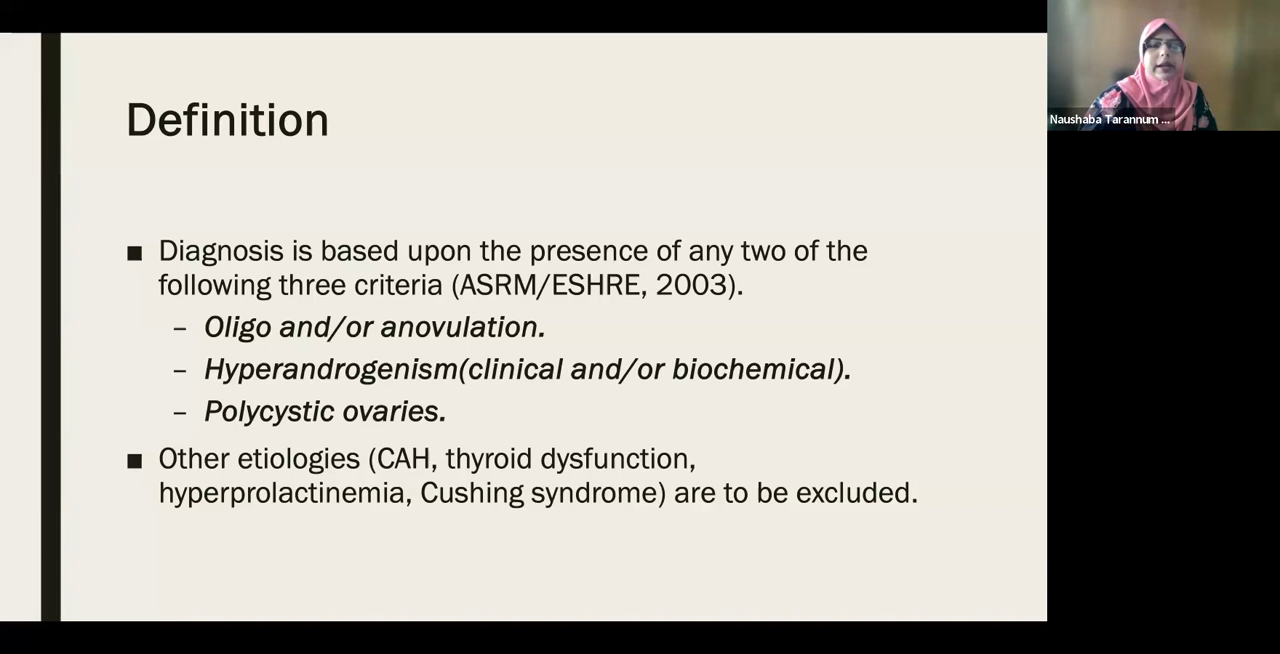 Definition
■ Diagnosis is based upon the presence of any two of the
following three criteria (ASRM/ESHRE, 2003).
– Oligo and/or anovulation.
– Hyperandrogenism(clinical and/or biochemical).
– Polycystic ovaries.
■ Other etiologies (CAH, thyroid dysfunction,
hyperprolactinemia, Cushing syndrome) are to be excluded.
Naushaba Tarannum ...